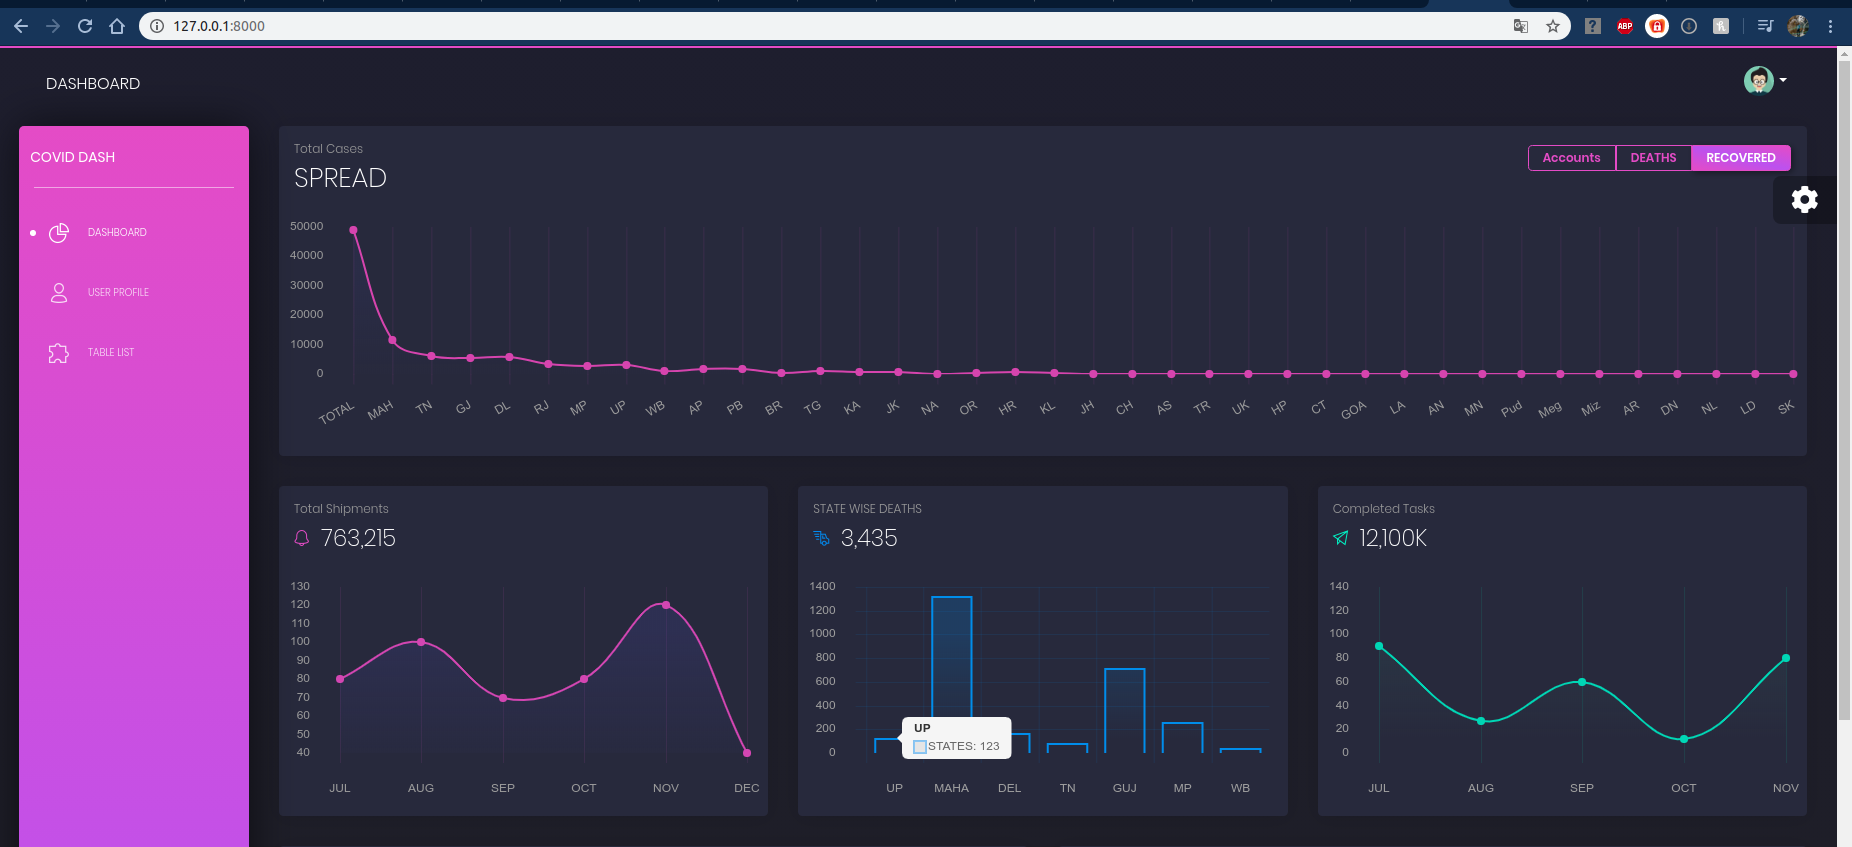 127.0.0.1:8000
ABP
DASHBOARD
COVID DASH
DASHBOARD
USER PROFILE
TABLE LIST
Total Cases
SPREAD
Accounts DEATHS RECOVERED
50000
40000
30000
20000
10000
0
TOTAL MAH TN GJ DL RJ MP UP WB AP PB BR TG KA JK NA OR HR KL JH CH AS TR UK HP CT GOA LA AN MN Pud Meg Miz AR DN NL LD SK
Total Shipments
763,215
130
120
110
100
90
80
70
60
50
40
JUL AUG SEP OCT NOV DEC
STATE WISE DEATHS
3,435
1400
1200
1000
800
600
400
200
0
UP
STATES: 123
UP MAHA DEL TN GUJ MP WB
Completed Tasks
12,100K
140
120
100
80
60
40
20
0
JUL AUG SEP OCT NOV